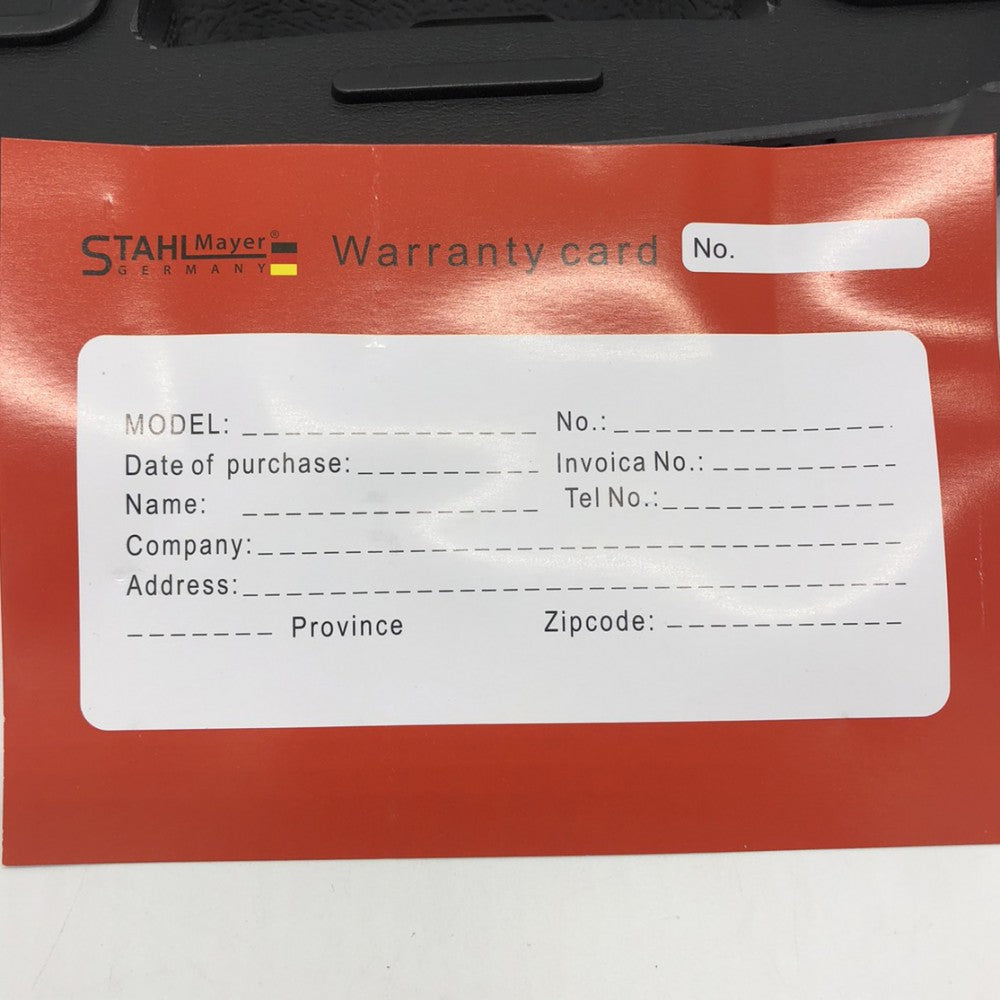 STAHLMayer® Warranty card No.
GERMANY
MODEL: No.:
Date of purchase: Invoica No.:
Name: Tel No.:
Company:
Address:
Province Zipcode: